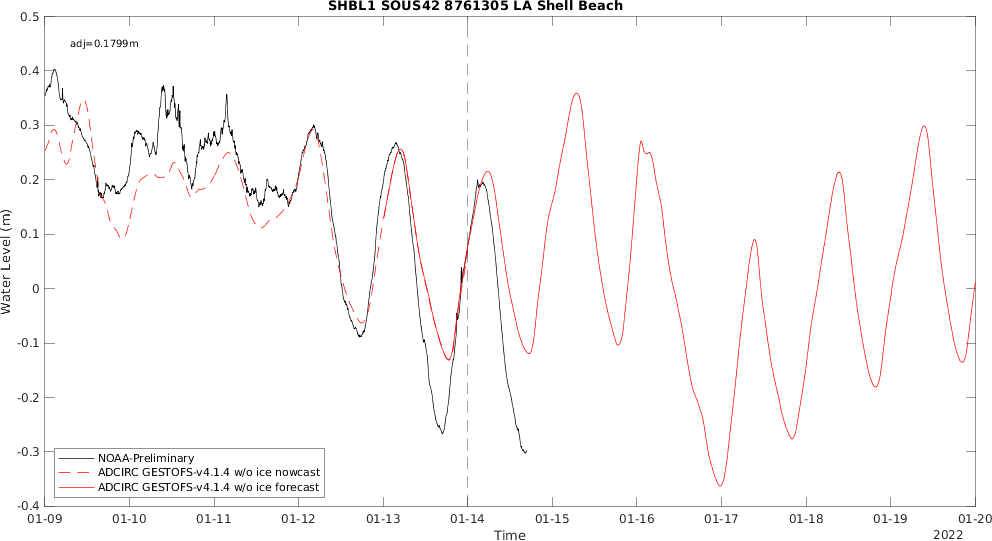 SHBL1 SOUS42 8761305 LA Shell Beach
adj=0.1799m
0.5
0.4
0.3
0.2
0.1
0
-0.1
-0.2
-0.3
-0.4
Water Level (m)
NOAA-Preliminary
ADCIRC GESTOFS-v4.1.4 w/o ice nowcast
ADCIRC GESTOFS-v4.1.4 w/o ice forecast
01-09 01-10 01-11 01-12 01-13 01-14 01-15 01-16 01-17 01-18 01-19 01-20
Time
2022